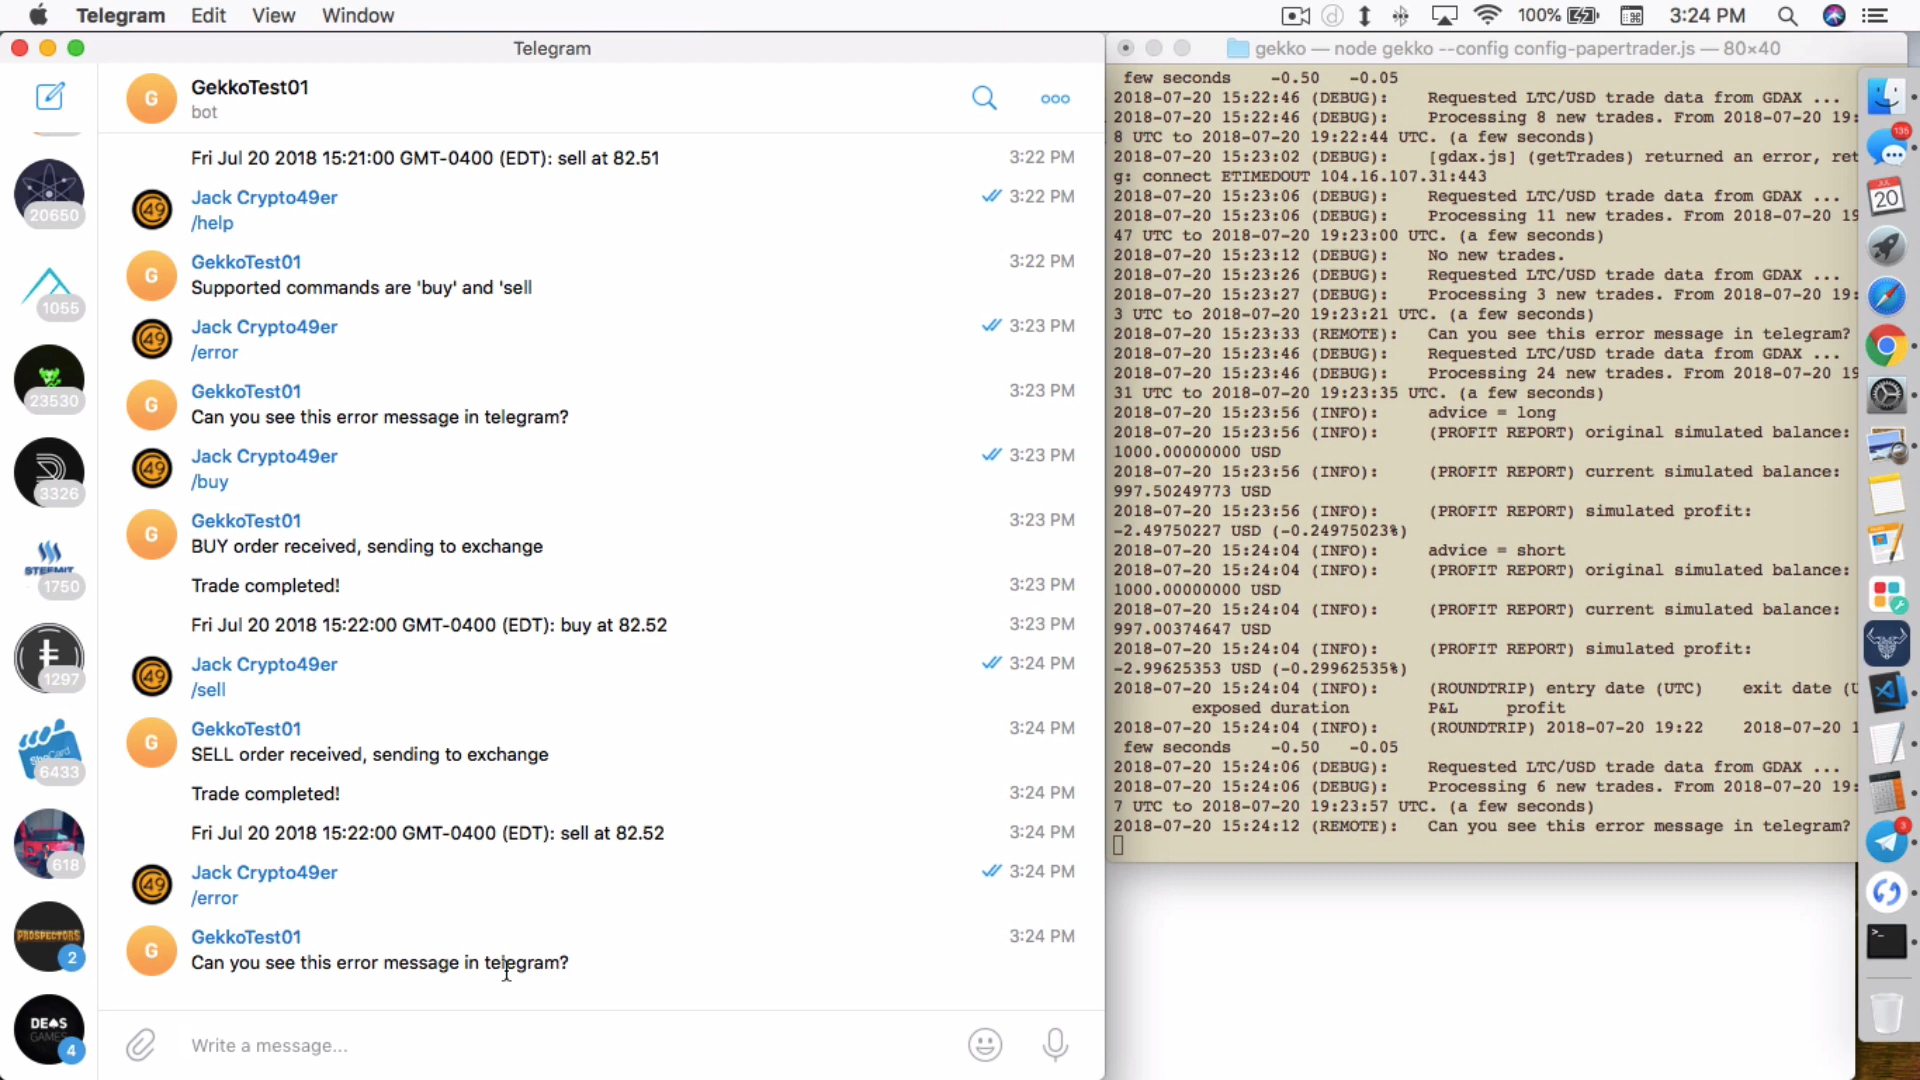 Telegram Edit View Window
100% 3:24 PM
Telegram
GekkoTest01
bot
20650
1055
23530
3326
STEEMIT
1750
1297
ShoCard
6433
618
PROSPECTORS
2
DEOS
GAMES
4
Fri Jul 20 2018 15:21:00 GMT-0400 (EDT): sell at 82.51 3:22 PM
49 Jack Crypto49er 3:22 PM
/help
G GekkoTest01 3:22 PM
Supported commands are 'buy' and 'sell
49 Jack Crypto49er 3:23 PM
/error
G GekkoTest01 3:23 PM
Can you see this error message in telegram?
49 Jack Crypto49er 3:23 PM
/buy
G GekkoTest01 3:23 PM
BUY order received, sending to exchange
Trade completed! 3:23 PM
Fri Jul 20 2018 15:22:00 GMT-0400 (EDT): buy at 82.52 3:23 PM
49 Jack Crypto49er 3:24 PM
/sell
G GekkoTest01 3:24 PM
SELL order received, sending to exchange
Trade completed! 3:24 PM
Fri Jul 20 2018 15:22:00 GMT-0400 (EDT): sell at 82.52 3:24 PM
49 Jack Crypto49er 3:24 PM
/error
G GekkoTest01 3:24 PM
Can you see this error message in telegram?
Write a message...
gekko — node gekko --config config-papertrader.js — 80×40
few seconds -0.50 -0.05
2018-07-20 15:22:46 (DEBUG): Requested LTC/USD trade data from GDAX ...
2018-07-20 15:22:46 (DEBUG): Processing 8 new trades. From 2018-07-20 19:
8 UTC to 2018-07-20 19:22:44 UTC. (a few seconds)
2018-07-20 15:23:02 (DEBUG): [gdax.js] (getTrades) returned an error, ret
g: connect ETIMEDOUT 104.16.107.31:443
2018-07-20 15:23:06 (DEBUG): Requested LTC/USD trade data from GDAX ...
2018-07-20 15:23:06 (DEBUG): Processing 11 new trades. From 2018-07-20 19
47 UTC to 2018-07-20 19:23:00 UTC. (a few seconds)
2018-07-20 15:23:12 (DEBUG): No new trades.
2018-07-20 15:23:26 (DEBUG): Requested LTC/USD trade data from GDAX ...
2018-07-20 15:23:27 (DEBUG): Processing 3 new trades. From 2018-07-20 19:
3 UTC to 2018-07-20 19:23:21 UTC. (a few seconds)
2018-07-20 15:23:33 (REMOTE): Can you see this error message in telegram?
2018-07-20 15:23:46 (DEBUG): Requested LTC/USD trade data from GDAX ...
2018-07-20 15:23:46 (DEBUG): Processing 24 new trades. From 2018-07-20 19
31 UTC to 2018-07-20 19:23:35 UTC. (a few seconds)
2018-07-20 15:23:56 (INFO): advice = long
2018-07-20 15:23:56 (INFO): (PROFIT REPORT) original simulated balance:
1000.00000000 USD
2018-07-20 15:23:56 (INFO): (PROFIT REPORT) current simulated balance:
997.50249773 USD
2018-07-20 15:23:56 (INFO): (PROFIT REPORT) simulated profit:
-2.49750227 USD (-0.24975023%)
2018-07-20 15:24:04 (INFO): advice = short
2018-07-20 15:24:04 (INFO): (PROFIT REPORT) original simulated balance:
1000.00000000 USD
2018-07-20 15:24:04 (INFO): (PROFIT REPORT) current simulated balance:
997.00374647 USD
2018-07-20 15:24:04 (INFO): (PROFIT REPORT) simulated profit:
-2.99625353 USD (-0.29962535%)
2018-07-20 15:24:04 (INFO): (ROUNDTRIP) entry date (UTC) exit date (U
exposed duration P&L profit
2018-07-20 15:24:04 (INFO): (ROUNDTRIP) 2018-07-20 19:22 2018-07-20 1
few seconds -0.50 -0.05
2018-07-20 15:24:06 (DEBUG): Requested LTC/USD trade data from GDAX ...
2018-07-20 15:24:06 (DEBUG): Processing 6 new trades. From 2018-07-20 19:
7 UTC to 2018-07-20 19:23:57 UTC. (a few seconds)
2018-07-20 15:24:12 (REMOTE): Can you see this error message in telegram?
135
JUL
20
3
>_